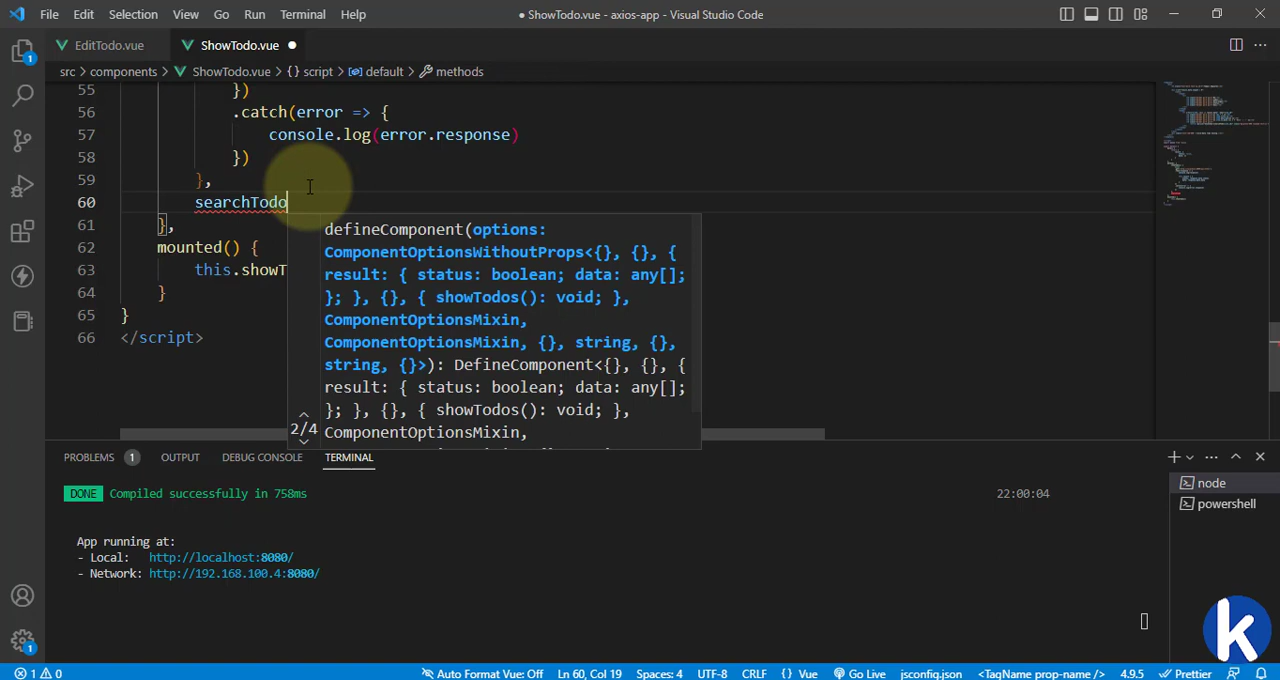 File Edit Selection View Go Run Terminal Help
● ShowTodo.vue - axios-app - Visual Studio Code
EditTodo.vue
ShowTodo.vue ●
src > components > ShowTodo.vue > {} script > default > methods
55 })
56 .catch(error => {
57 console.log(error.response)
58 })
59 },
60 searchTodo
61 },
62 mounted() {
63 this.showT
64 }
65 }
66 </script>
defineComponent(options:
ComponentOptionsWithoutProps<{}, {}, {
result: { status: boolean; data: any[];
}; }, {}, { showTodos(): void; },
ComponentOptionsMixin,
ComponentOptionsMixin, {}, string, {},
string, {}>): DefineComponent<{}, {}, {
result: { status: boolean; data: any[];
}; }, {}, { showTodos(): void; },
2/4
ComponentOptionsMixin,
PROBLEMS 1 OUTPUT DEBUG CONSOLE TERMINAL
node
powershell
DONE Compiled successfully in 758ms 22:00:04
App running at:
- Local: http://localhost:8080/
- Network: http://192.168.100.4:8080/
k
1 0 Auto Format Vue: Off Ln 60, Col 19 Spaces: 4 UTF-8 CRLF {} Vue Go Live jsconfig.json <TagName prop-name /> 4.9.5 Prettier